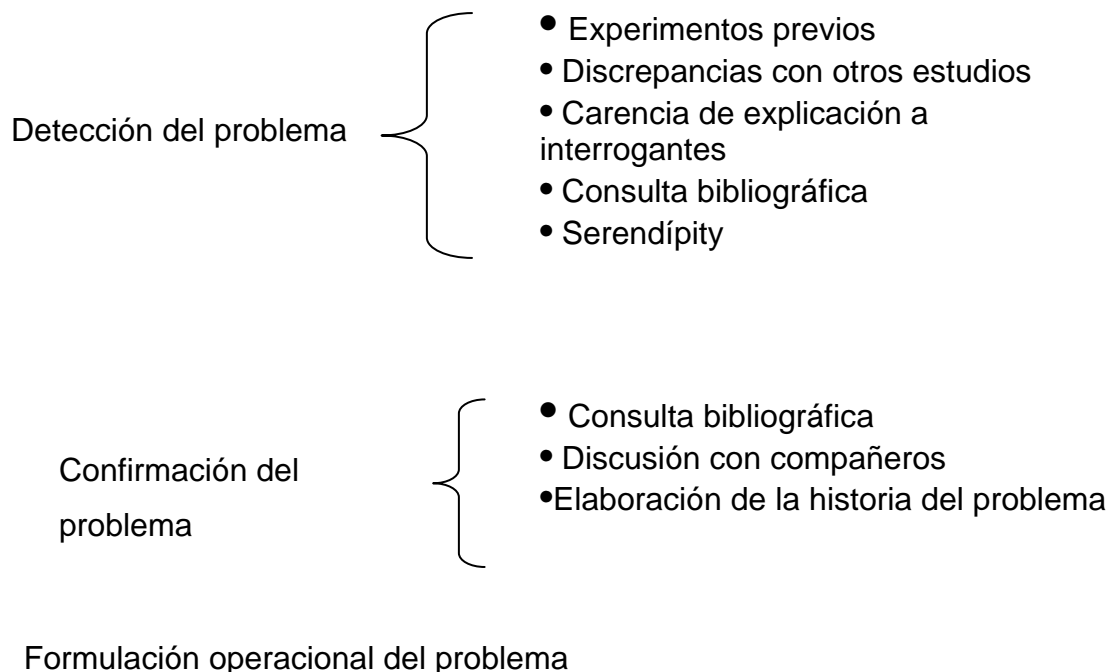 Detección del problema
• Experimentos previos
• Discrepancias con otros estudios
• Carencia de explicación a
interrogantes
• Consulta bibliográfica
• Serendípity
Confirmación del
problema
• Consulta bibliográfica
• Discusión con compañeros
•Elaboración de la historia del problema
Formulación operacional del problema